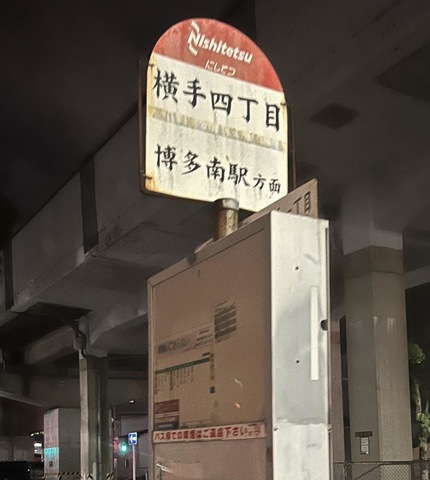 Nishitetsu
にしてつ
横手四丁目
博多南駅方面
丁目
バス停での喫煙はご遠慮下さい。